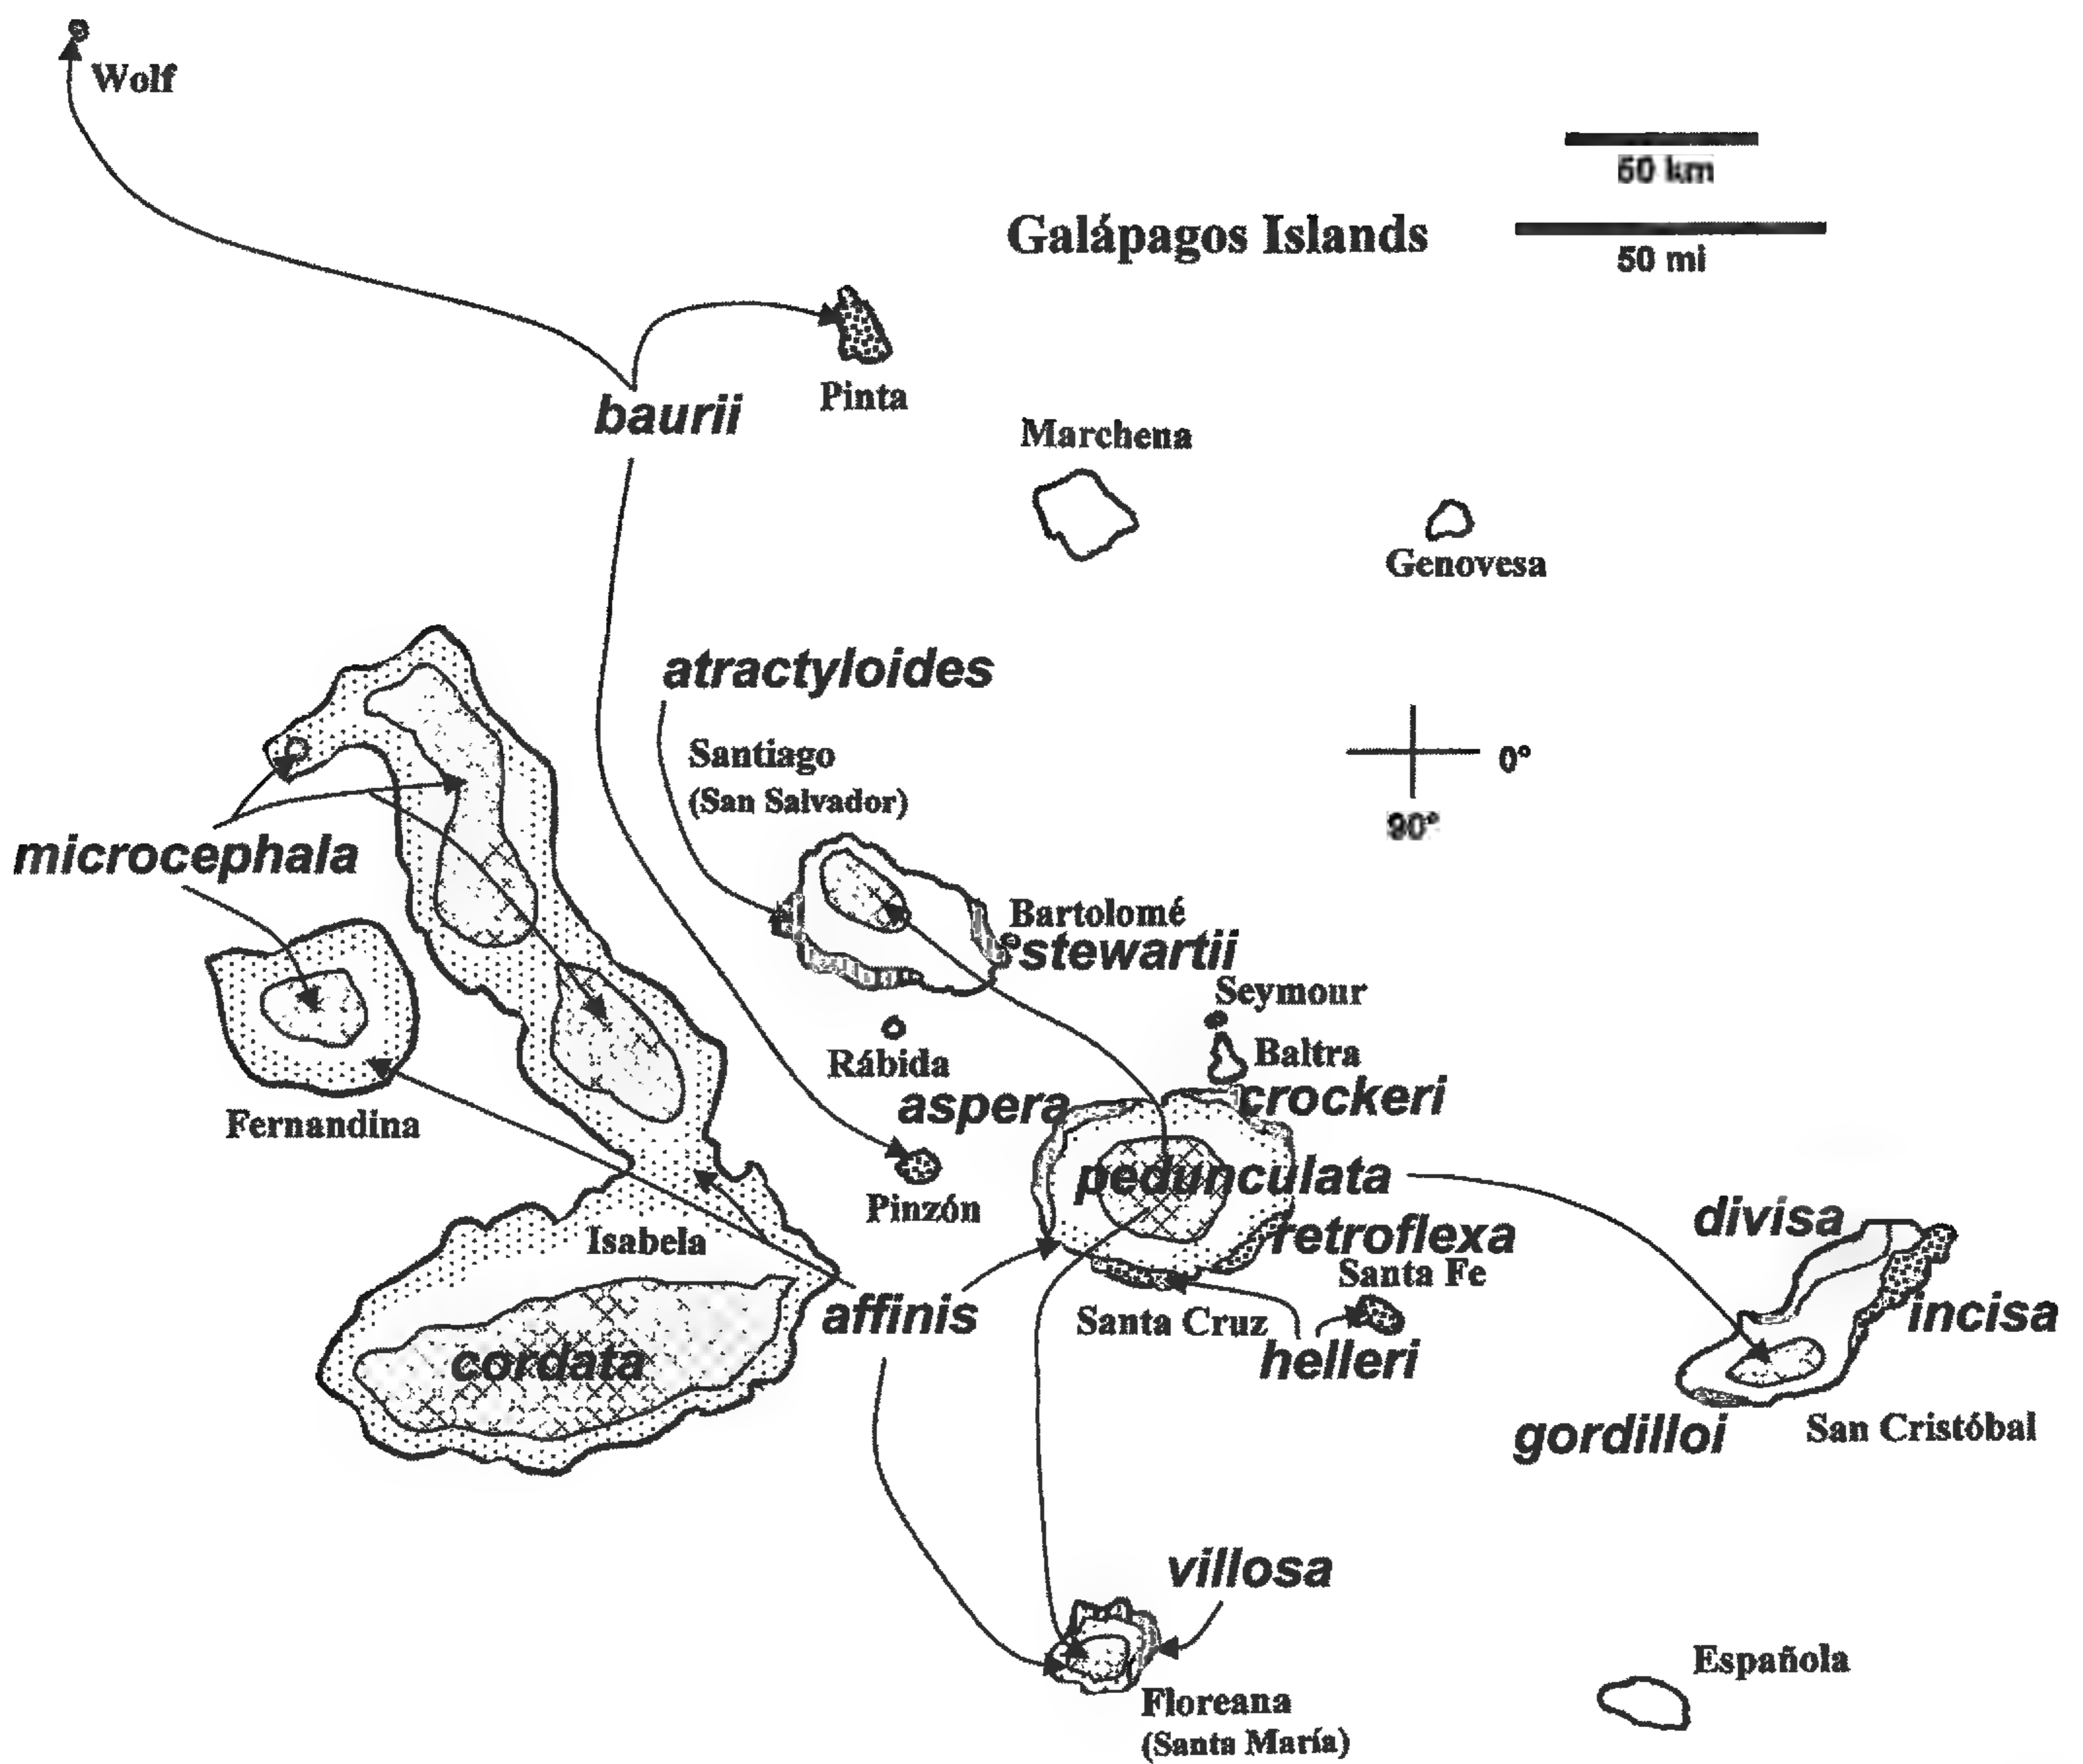 Wolf
50 km
Galápagos Islands
50 mi
Pinta
baurii
Marchena
Genovesa
atractyloides
Santiago
(San Salvador)
0°
90°
microcephala
Bartolomé
stewartii
Seymour
Rábida
Baltra
aspera
crockeri
Fernandina
pedunculata
Pinzón
divisa
Isabela
retroflexa
Santa Fe
affinis
Santa Cruz
incisa
cordata
helleri
gordilloi
San Cristóbal
villosa
Española
Floreana
(Santa María)